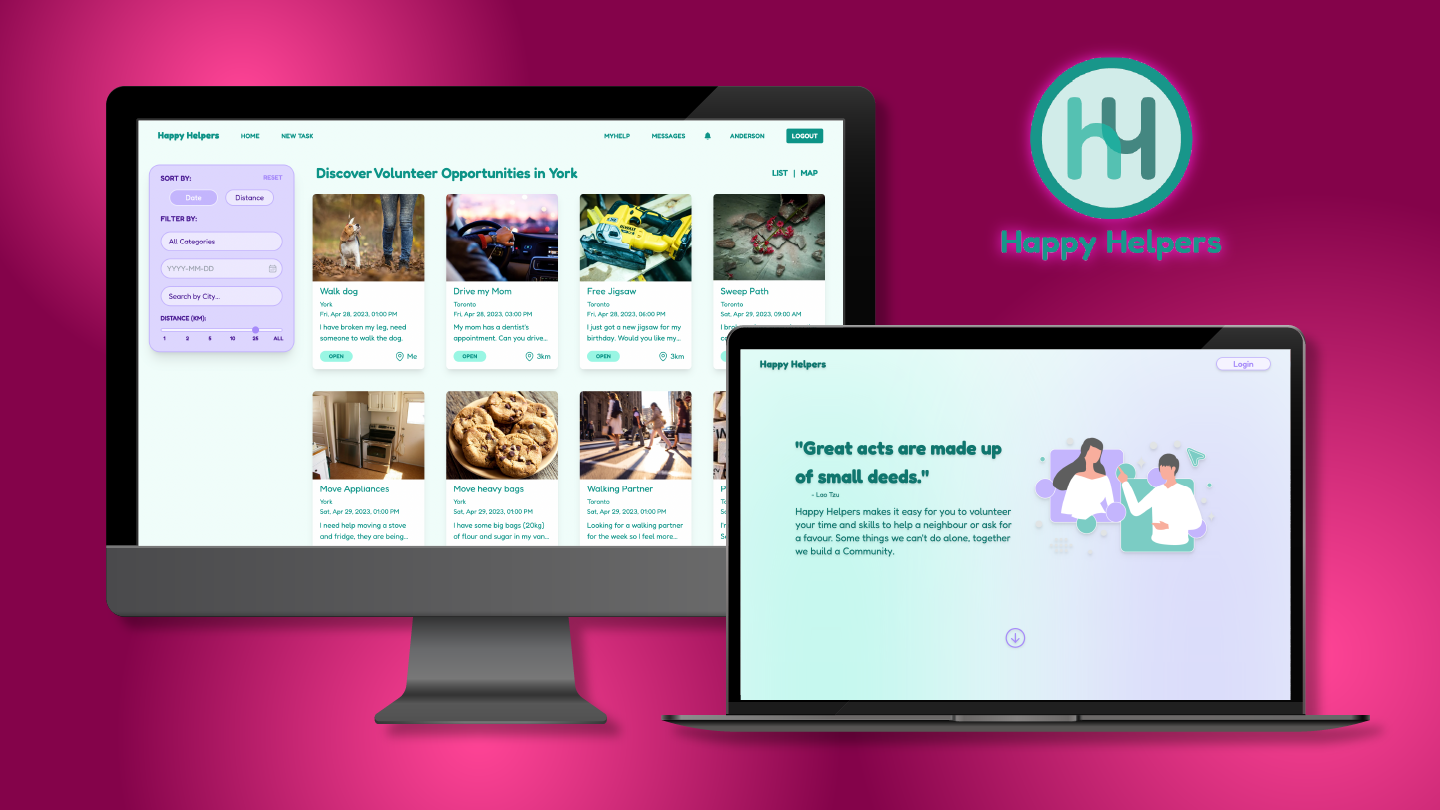 Happy Helpers HOME NEW TASK MYHELP MESSAGES ANDERSON LOGOUT
SORT BY: RESET
Date Distance
FILTER BY:
All Categories
YYYY-MM-DD
Search by City...
DISTANCE (KM):
1 2 5 10 25 ALL
Discover Volunteer Opportunities in York
LIST | MAP
Walk dog
York
Fri, Apr 28, 2023, 01:00 PM
I have broken my leg, need
someone to walk the dog.
OPEN Me
Drive my Mom
Toronto
Fri, Apr 28, 2023, 03:00 PM
My mom has a dentist's
appointment. Can you drive...
OPEN 3km
Free Jigsaw
Toronto
Fri, Apr 28, 2023, 06:00 PM
I just got a new jigsaw for my
birthday. Would you like my...
OPEN 3km
Sweep Path
Toronto
Sat, Apr 29, 2023, 09:00 AM
Move Appliances
York
Sat, Apr 29, 2023, 01:00 PM
I need help moving a stove
and fridge, they are being...
Move heavy bags
York
Sat, Apr 29, 2023, 01:00 PM
I have some big bags (20kg)
of flour and sugar in my van...
Walking Partner
Toronto
Sat, Apr 29, 2023, 01:00 PM
Looking for a walking partner
for the week so I feel more...
hy
Happy Helpers
Happy Helpers Login
"Great acts are made up
of small deeds."
- Lao Tzu
Happy Helpers makes it easy for you to volunteer
your time and skills to help a neighbour or ask for
a favour. Some things we can't do alone, together
we build a Community.